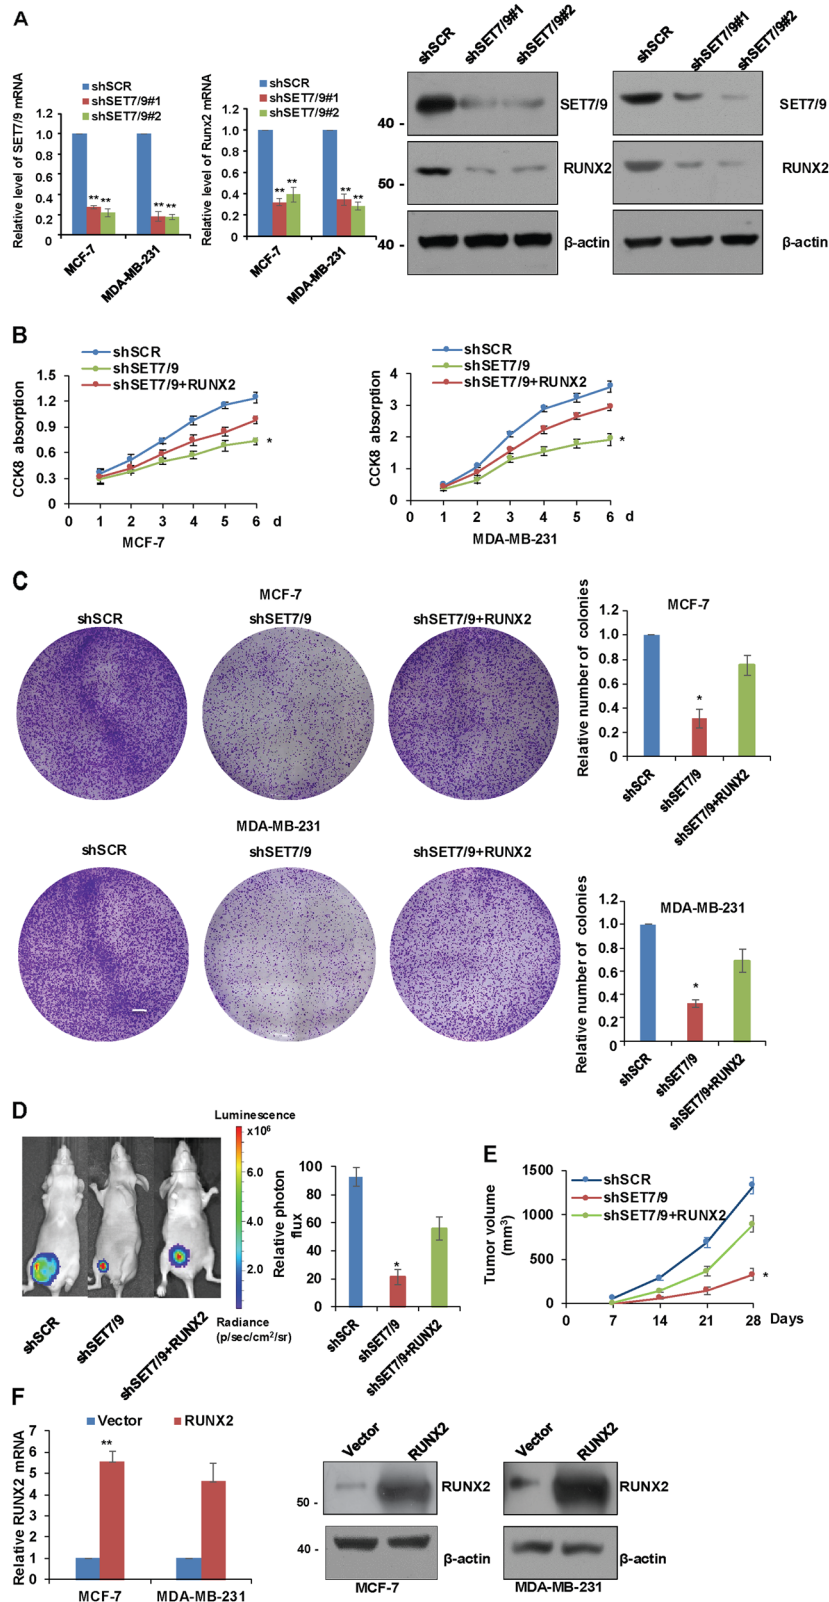 A
shSCR
shSET7/9#1
shSET7/9#2
Relative level of SET7/9 mRNA
1.2
1.0
0.8
0.6
0.4
0.2
0
** ** ** **
MCF-7
MDA-MB-231
shSCR
shSET7/9#1
shSET7/9#2
Relative level of Runx2 mRNA
1.2
1.0
0.8
0.6
0.4
0.2
0
** ** ** **
MCF-7
MDA-MB-231
shSCR
shSET7/9#1
shSET7/9#2
SET7/9
40 -
RUNX2
50 -
40 -
β-actin
shSCR
shSET7/9#1
shSET7/9#2
SET7/9
RUNX2
β-actin
B
shSCR
shSET7/9
shSET7/9+RUNX2
CCK8 absorption
1.5
1.2
0.9
0.6
0.3
0
*
0 1 2 3 4 5 6 d
MCF-7
shSCR
shSET7/9
shSET7/9+RUNX2
CCK8 absorption
4
3
2
1
0
*
0 1 2 3 4 5 6 d
MDA-MB-231
C
MCF-7
shSCR
shSET7/9
shSET7/9+RUNX2
MCF-7
Relative number of colonies
1.2
1.0
0.8
0.6
0.4
0.2
0
*
shSCR
shSET7/9
shSET7/9+RUNX2
MDA-MB-231
shSCR
shSET7/9
shSET7/9+RUNX2
MDA-MB-231
Relative number of colonies
1.2
1.0
0.8
0.6
0.4
0.2
0
*
shSCR
shSET7/9
shSET7/9+RUNX2
D
Luminescence
x10⁶
6.0
4.0
2.0
Radiance
(p/sec/cm²/sr)
shSCR
shSET7/9
shSET7/9+RUNX2
Relative photon
flux
100
80
60
40
20
0
*
shSCR
shSET7/9
shSET7/9+RUNX2
E
shSCR
shSET7/9
shSET7/9+RUNX2
Tumor volume
(mm³)
1500
1000
500
0
*
0 7 14 21 28 Days
F
Vector
RUNX2
Relative RUNX2 mRNA
7
6
5
4
3
2
1
0
**
MCF-7
MDA-MB-231
Vector
RUNX2
RUNX2
50 -
40 -
β-actin
MCF-7
Vector
RUNX2
RUNX2
β-actin
MDA-MB-231